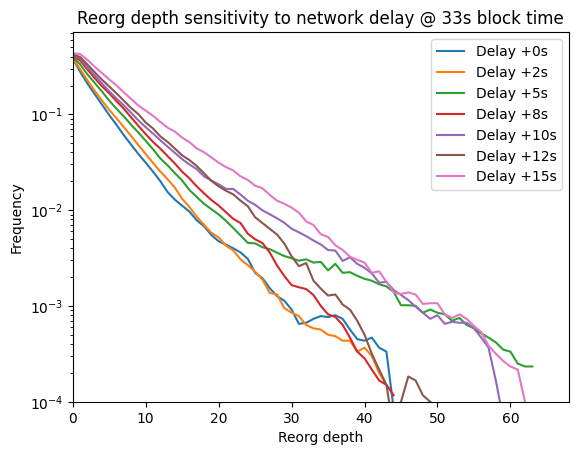 Reorg depth sensitivity to network delay @ 33s block time
Delay +0s
Delay +2s
Delay +5s
Delay +8s
Delay +10s
Delay +12s
Delay +15s
Frequency
10⁻¹
10⁻²
10⁻³
10⁻⁴
0 10 20 30 40 50 60
Reorg depth